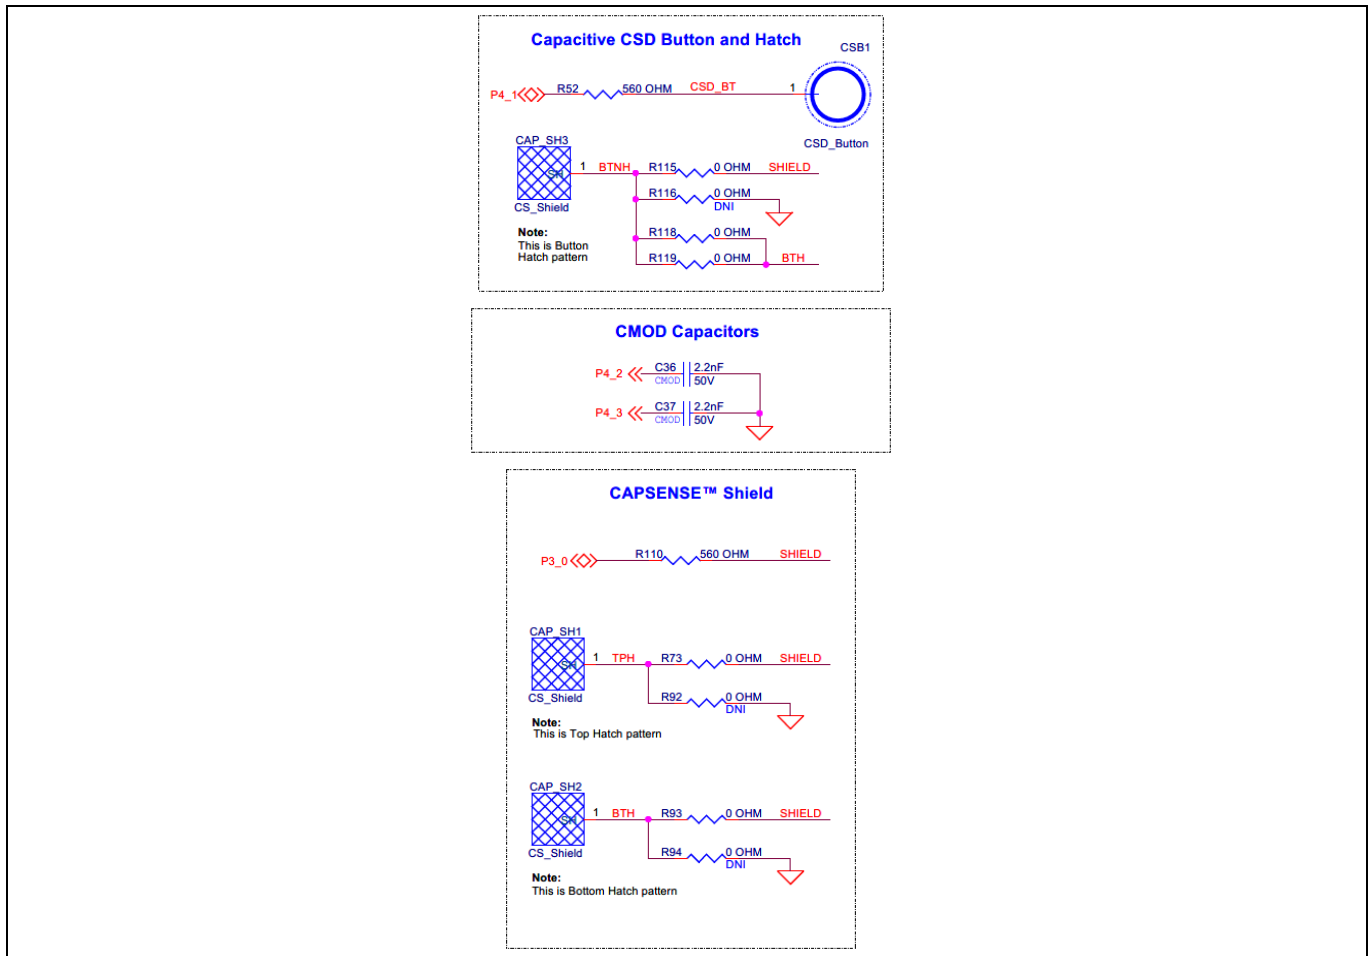 Capacitive CSD Button and Hatch
CSB1
P4_1 R52 560 OHM CSD_BT 1
CSD_Button
CAP_SH3
SH 1 BTNH R115 0 OHM SHIELD
R116 0 OHM
DNI
CS_Shield
Note:
This is Button
Hatch pattern
R118 0 OHM
R119 0 OHM BTH
CMOD Capacitors
P4_2 C36 2.2nF
CMOD 50V
P4_3 C37 2.2nF
CMOD 50V
CAPSENSE™ Shield
P3_0 R110 560 OHM SHIELD
CAP_SH1
SH 1 TPH R73 0 OHM SHIELD
CS_Shield
R92 0 OHM
DNI
Note:
This is Top Hatch pattern
CAP_SH2
SH 1 BTH R93 0 OHM SHIELD
CS_Shield
R94 0 OHM
DNI
Note:
This is Bottom Hatch pattern